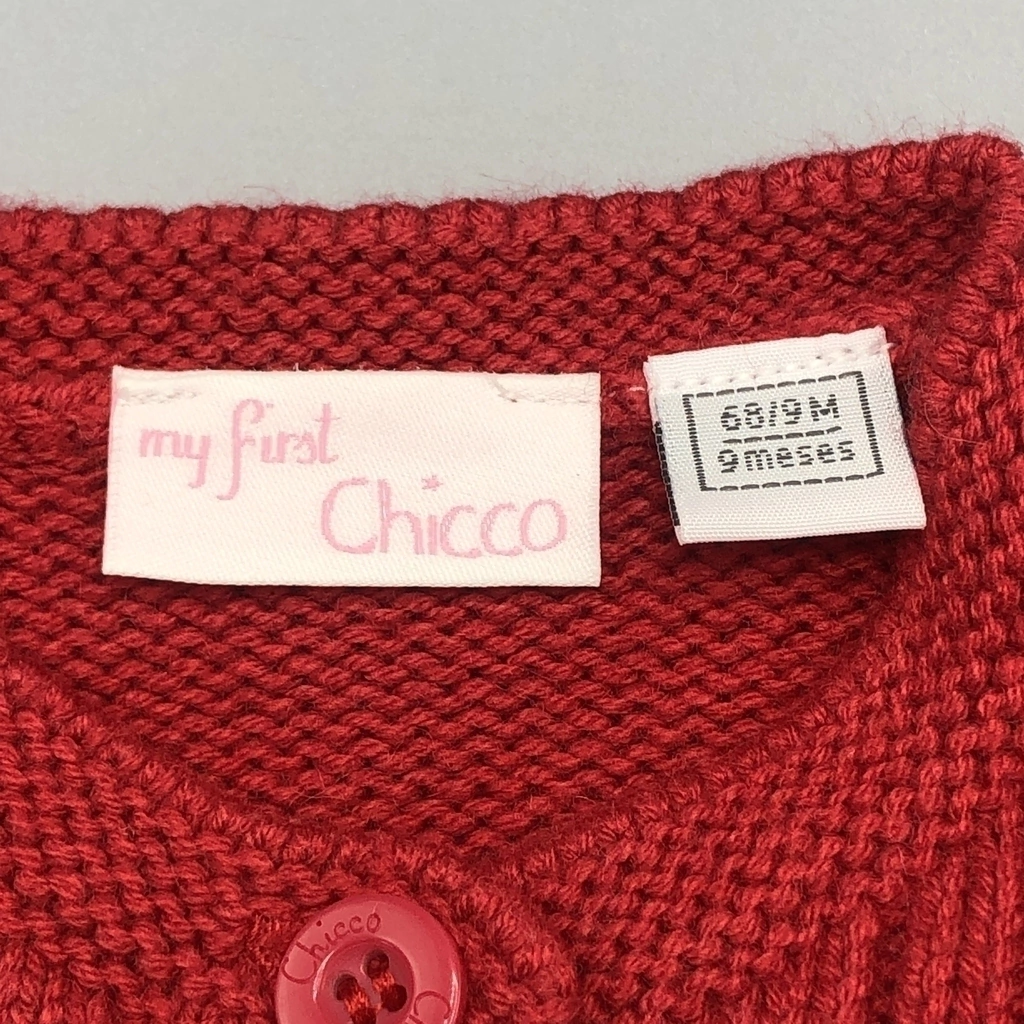 my first
Chicco
68/9M
9meses
Chicco